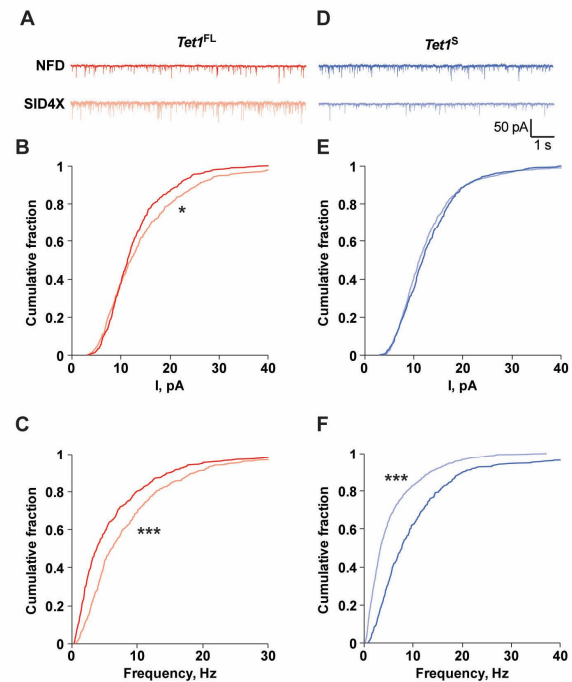 A
D
Tet1FL
Tet1S
NFD
SID4X
50 pA
1 s
B
E
1
0.8
0.6
0.4
0.2
0
Cumulative fraction
*
0 10 20 30 40
I, pA
1
0.8
0.6
0.4
0.2
0
Cumulative fraction
0 10 20 30 40
I, pA
C
F
1
0.8
0.6
0.4
0.2
0
Cumulative fraction
***
0 10 20 30
Frequency, Hz
1
0.8
0.6
0.4
0.2
0
Cumulative fraction
***
0 10 20 30 40
Frequency, Hz